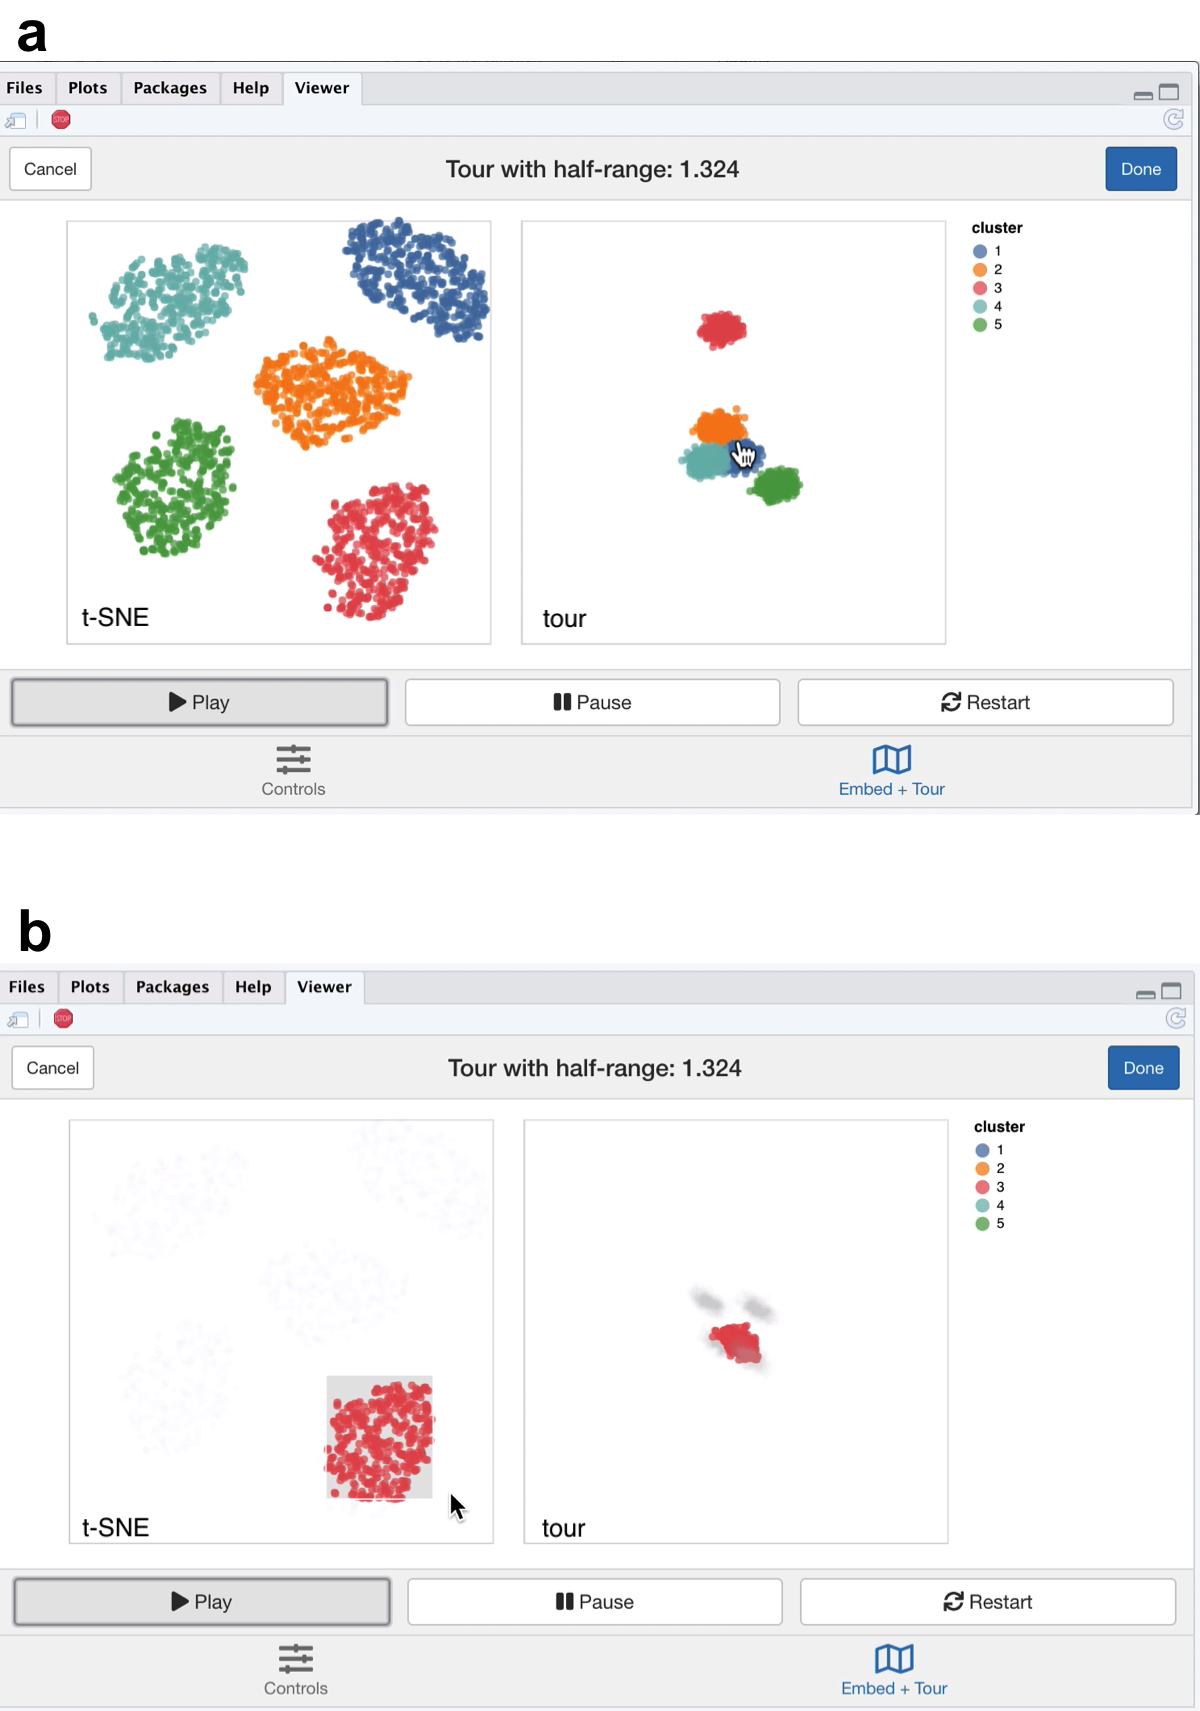 a
Files Plots Packages Help Viewer
STOP
Cancel Tour with half-range: 1.324 Done
cluster
1
2
3
4
5
t-SNE tour
Play Pause Restart
Controls Embed + Tour
b
Files Plots Packages Help Viewer
STOP
Cancel Tour with half-range: 1.324 Done
cluster
1
2
3
4
5
t-SNE tour
Play Pause Restart
Controls Embed + Tour